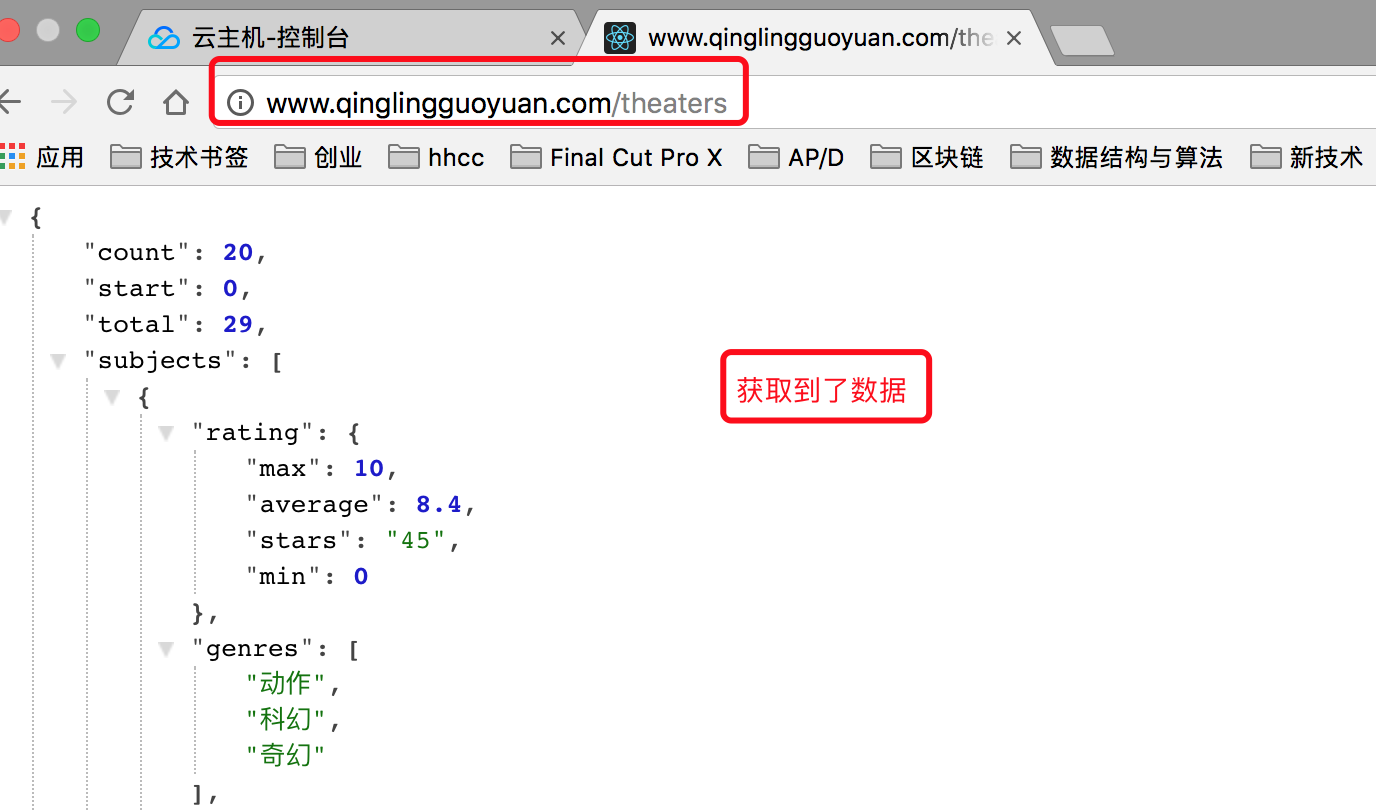 云主机-控制台
www.qinglingguoyuan.com/the
www.qinglingguoyuan.com/theaters
应用 技术书签 创业 hhcc Final Cut Pro X AP/D 区块链 数据结构与算法 新技术
{
"count": 20,
"start": 0,
"total": 29,
"subjects": [
{
获取到了数据
"rating": {
"max": 10,
"average": 8.4,
"stars": "45",
"min": 0
},
"genres": [
"动作",
"科幻",
"奇幻"
],